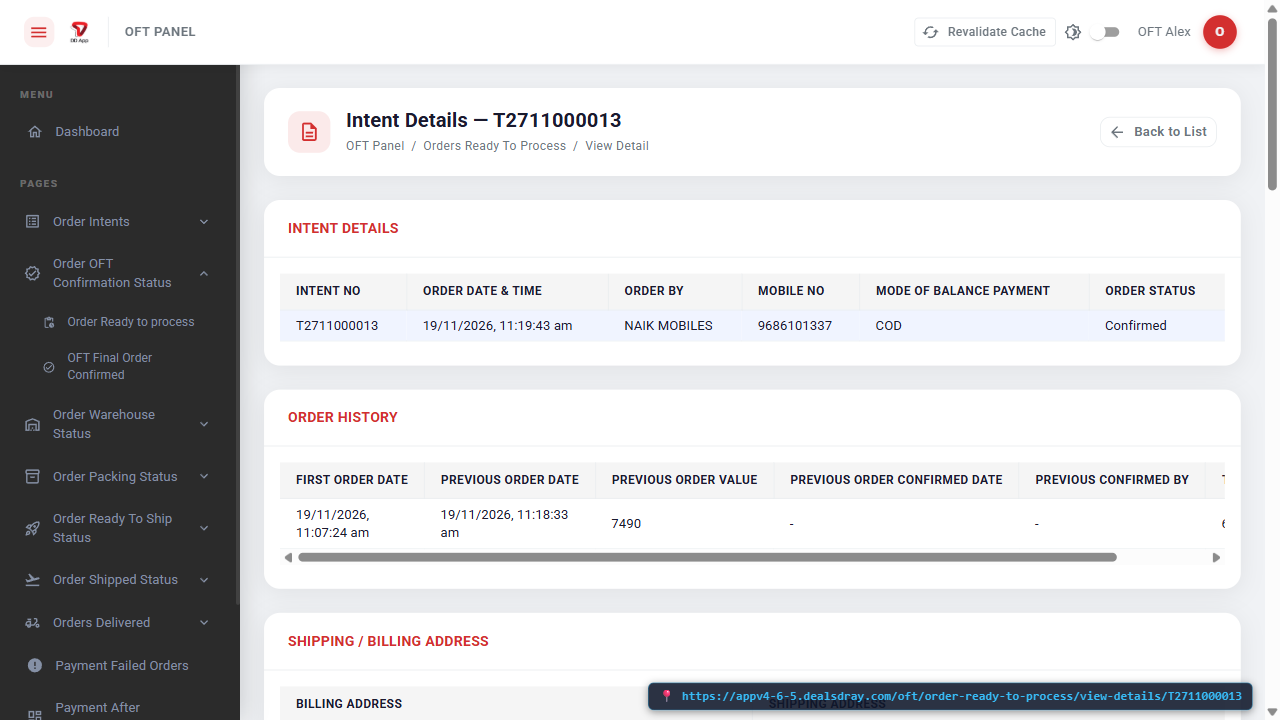 DD App
OFT PANEL
Revalidate Cache
OFT Alex
O
MENU
Dashboard
PAGES
Order Intents
Order OFT
Confirmation Status
Order Ready to process
OFT Final Order
Confirmed
Order Warehouse
Status
Order Packing Status
Order Ready To Ship
Status
Order Shipped Status
Orders Delivered
Payment Failed Orders
Payment After
Intent Details — T2711000013
OFT Panel / Orders Ready To Process / View Detail
Back to List
INTENT DETAILS
INTENT NO ORDER DATE & TIME ORDER BY MOBILE NO MODE OF BALANCE PAYMENT ORDER STATUS
T2711000013 19/11/2026, 11:19:43 am NAIK MOBILES 9686101337 COD Confirmed
ORDER HISTORY
FIRST ORDER DATE PREVIOUS ORDER DATE PREVIOUS ORDER VALUE PREVIOUS ORDER CONFIRMED DATE PREVIOUS CONFIRMED BY
19/11/2026, 11:07:24 am 19/11/2026, 11:18:33 am 7490 - -
SHIPPING / BILLING ADDRESS
BILLING ADDRESS SHIPPING ADDRESS
https://appv4-6-5.dealsdray.com/oft/order-ready-to-process/view-details/T2711000013